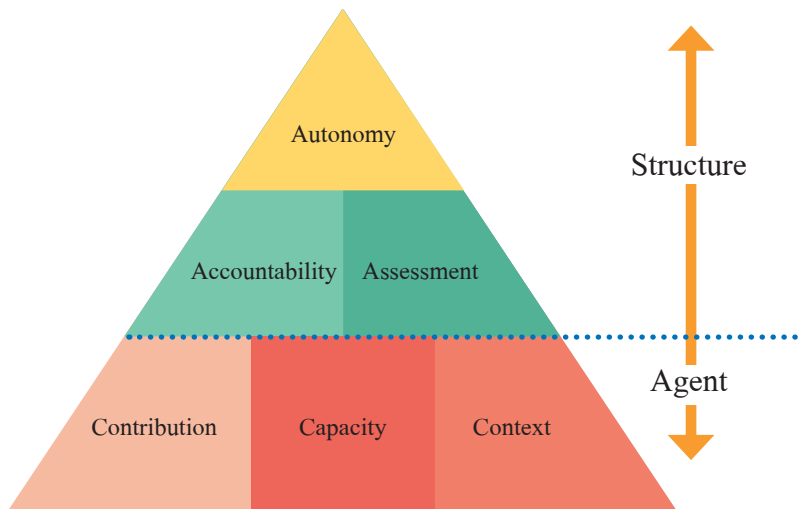 Autonomy
Structure
Accountability
Assessment
Agent
Contribution
Capacity
Context